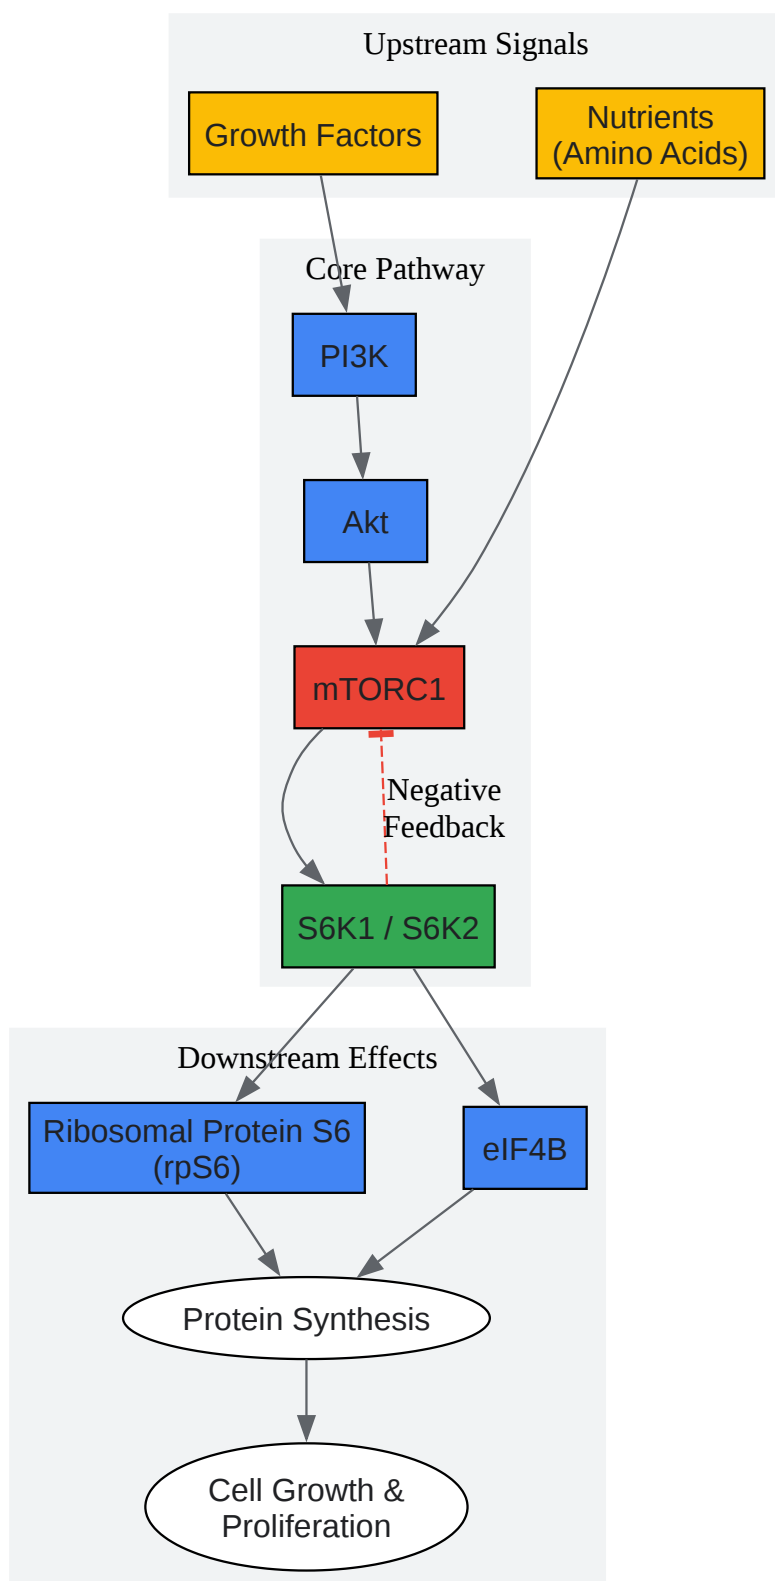 Upstream Signals
Growth Factors
Nutrients
(Amino Acids)
Core Pathway
PI3K
Akt
mTORC1
Negative
Feedback
S6K1 / S6K2
Downstream Effects
Ribosomal Protein S6
(rpS6)
eIF4B
Protein Synthesis
Cell Growth &
Proliferation